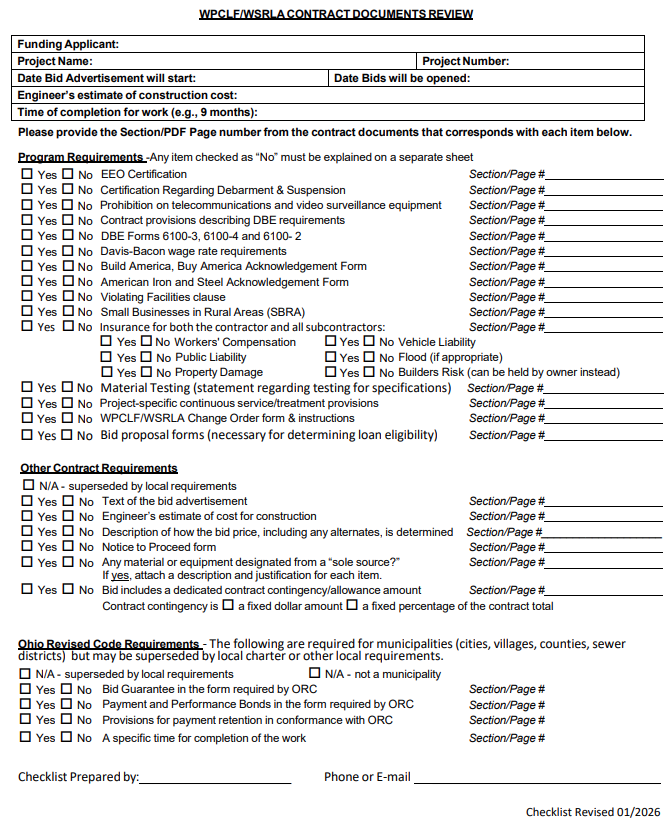 WPCLF/WSRLA CONTRACT DOCUMENTS REVIEW
Funding Applicant:
Project Name: Project Number:
Date Bid Advertisement will start: Date Bids will be opened:
Engineer's estimate of construction cost:
Time of completion for work (e.g., 9 months):
Please provide the Section/PDF Page number from the contract documents that corresponds with each item below.
Program Requirements -Any item checked as “No” must be explained on a separate sheet
☐ Yes ☐ No EEO Certification Section/Page #
☐ Yes ☐ No Certification Regarding Debarment & Suspension Section/Page #
☐ Yes ☐ No Prohibition on telecommunications and video surveillance equipment Section/Page #
☐ Yes ☐ No Contract provisions describing DBE requirements Section/Page #
☐ Yes ☐ No DBE Forms 6100-3, 6100-4 and 6100- 2 Section/Page #
☐ Yes ☐ No Davis-Bacon wage rate requirements Section/Page #
☐ Yes ☐ No Build America, Buy America Acknowledgement Form Section/Page #
☐ Yes ☐ No American Iron and Steel Acknowledgement Form Section/Page #
☐ Yes ☐ No Violating Facilities clause Section/Page #
☐ Yes ☐ No Small Businesses in Rural Areas (SBRA) Section/Page #
☐ Yes ☐ No Insurance for both the contractor and all subcontractors: Section/Page #
☐ Yes ☐ No Workers' Compensation ☐ Yes ☐ No Vehicle Liability
☐ Yes ☐ No Public Liability ☐ Yes ☐ No Flood (if appropriate)
☐ Yes ☐ No Property Damage ☐ Yes ☐ No Builders Risk (can be held by owner instead)
☐ Yes ☐ No Material Testing (statement regarding testing for specifications) Section/Page #
☐ Yes ☐ No Project-specific continuous service/treatment provisions Section/Page #
☐ Yes ☐ No WPCLF/WSRLA Change Order form & instructions Section/Page #
☐ Yes ☐ No Bid proposal forms (necessary for determining loan eligibility) Section/Page #
Other Contract Requirements
☐ N/A - superseded by local requirements
☐ Yes ☐ No Text of the bid advertisement Section/Page #
☐ Yes ☐ No Engineer's estimate of cost for construction Section/Page #
☐ Yes ☐ No Description of how the bid price, including any alternates, is determined Section/Page #
☐ Yes ☐ No Notice to Proceed form Section/Page #
☐ Yes ☐ No Any material or equipment designated from a “sole source?” Section/Page #
If yes, attach a description and justification for each item.
☐ Yes ☐ No Bid includes a dedicated contract contingency/allowance amount Section/Page #
Contract contingency is ☐ a fixed dollar amount ☐ a fixed percentage of the contract total
Ohio Revised Code Requirements - The following are required for municipalities (cities, villages, counties, sewer
districts) but may be superseded by local charter or other local requirements.
☐ N/A - superseded by local requirements ☐ N/A - not a municipality
☐ Yes ☐ No Bid Guarantee in the form required by ORC Section/Page #
☐ Yes ☐ No Payment and Performance Bonds in the form required by ORC Section/Page #
☐ Yes ☐ No Provisions for payment retention in conformance with ORC Section/Page #
☐ Yes ☐ No A specific time for completion of the work Section/Page #
Checklist Prepared by: Phone or E-mail
Checklist Revised 01/2026